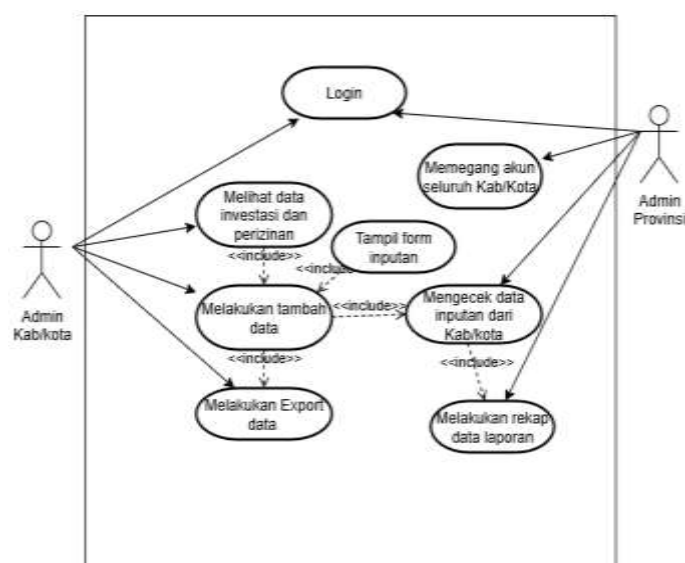 Login
Memegang akun
seluruh Kab/Kota
Admin
Provinsi
Melihat data
investasi dan
perizinan
Tampil form
inputan
<<include>>
<<include
Admin
Kab/kota
Melakukan tambah
data
<<include>>
Mengecek data
inputan dari
Kab/kota
<<include>>
<<include>>
Melakukan Export
data
Melakukan rekap
data laporan